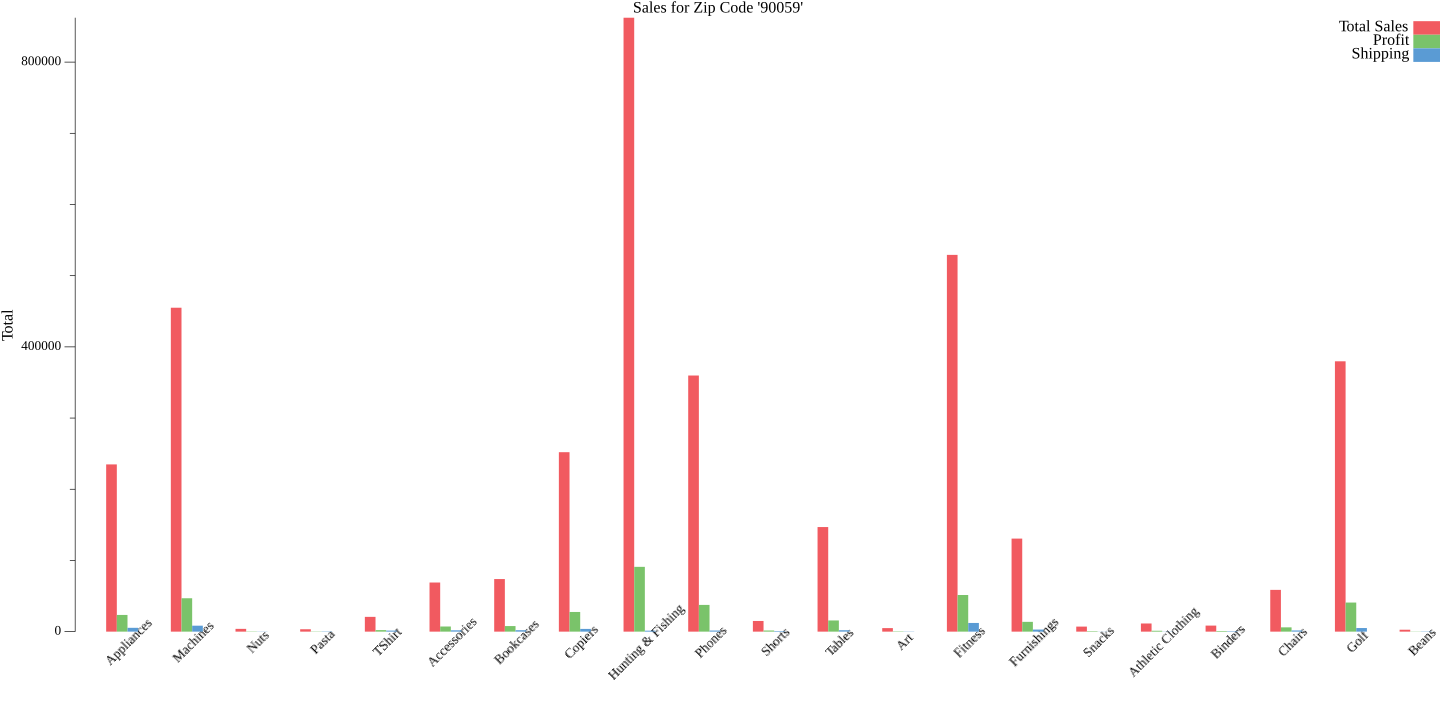 Sales for Zip Code '90059'
Total Sales
Profit
Shipping
800000
400000
0
Total
Appliances
Machines
Nuts
Pasta
TShirt
Accessories
Bookcases
Copiers
Hunting & Fishing
Phones
Shorts
Tables
Art
Fitness
Furnishings
Snacks
Athletic Clothing
Binders
Chairs
Golf
Beans